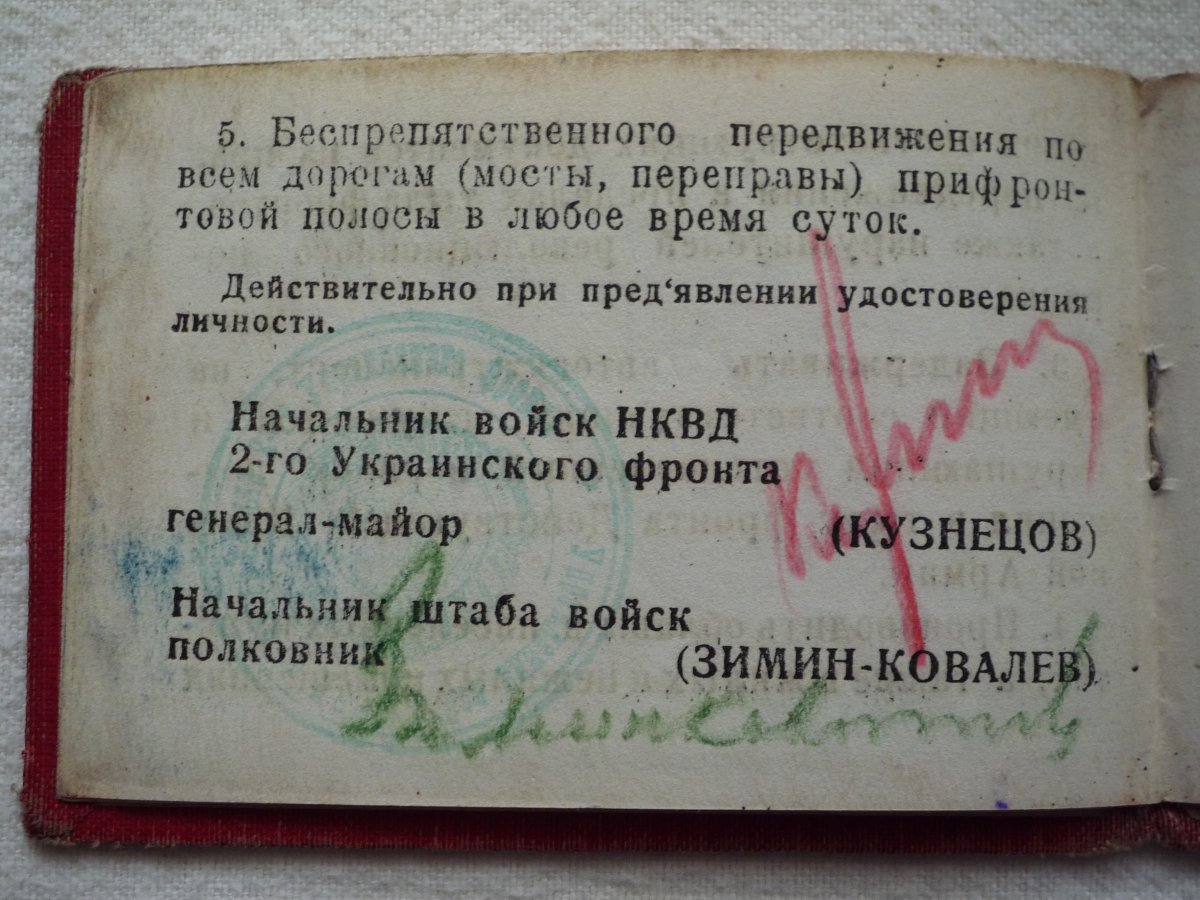 5. Беспрепятственного передвижения по
всем дорогам (мосты, переправы) прифрон-
товой полосы в любое время суток.
Действительно при пред‘явлении удостоверения
личности.
Начальник войск НКВД
2-го Украинского фронта
генерал-майор (КУЗНЕЦОВ)
Начальник штаба войск
полковник (ЗИМИН-КОВАЛЕВ)